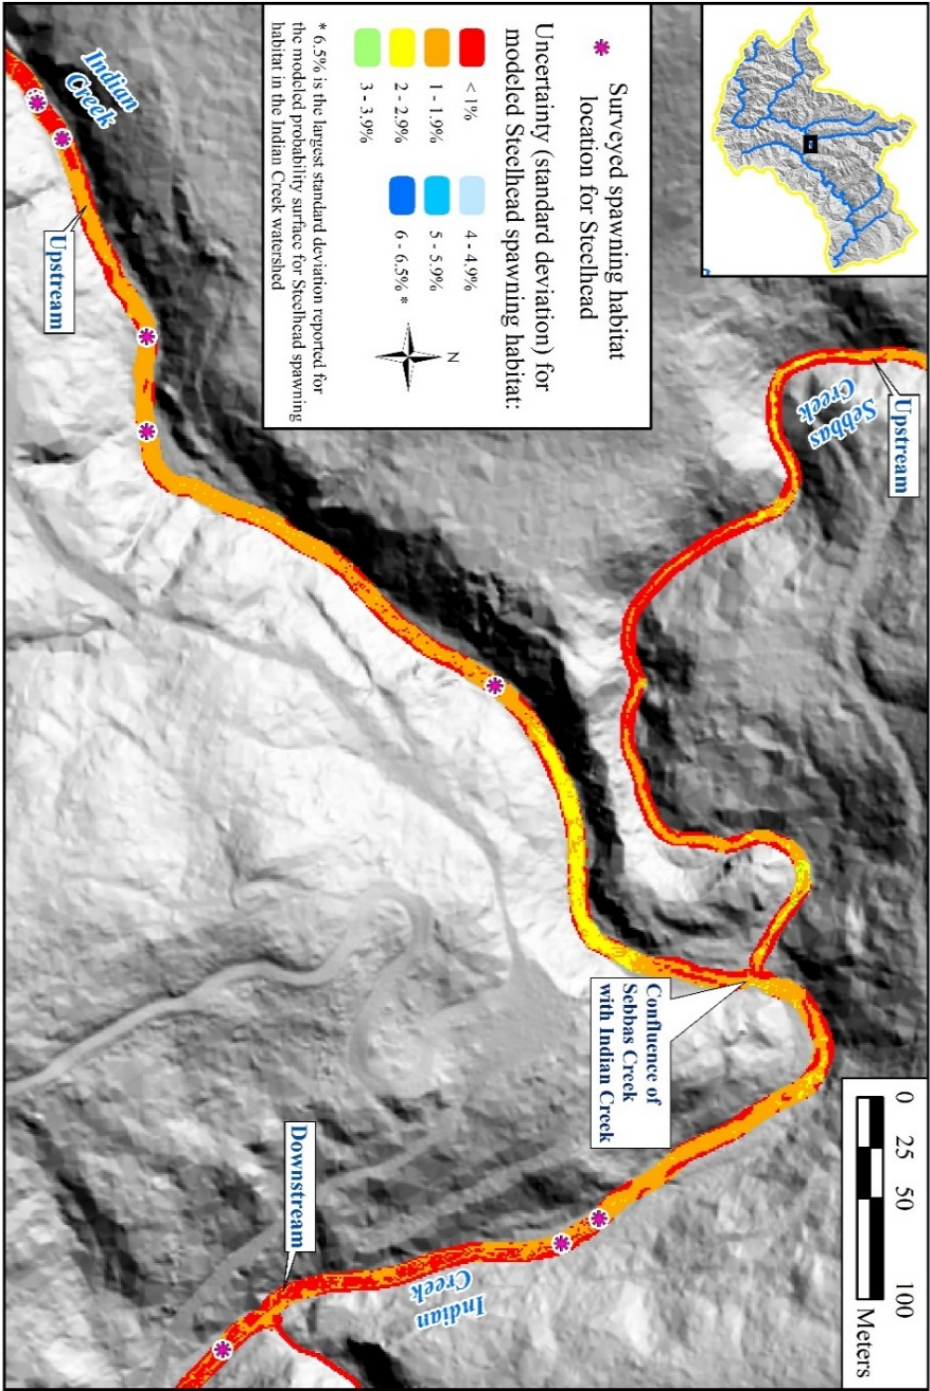 Surveyed spawning habitat
location for Steelhead
Uncertainty (standard deviation) for
modeled Steelhead spawning habitat:
< 1%
1 - 1.9%
2 - 2.9%
3 - 3.9%
4 - 4.9%
5 - 5.9%
6 - 6.5% *
N
* 6.5% is the largest standard deviation reported for
the modeled probability surface for Steelhead spawning
habitat in the Indian Creek watershed
Upstream
Sebbas
Creek
0 25 50 100
Meters
Confluence of
Sebbas Creek
with Indian Creek
Indian
Creek
Upstream
Downstream
Indian
Creek